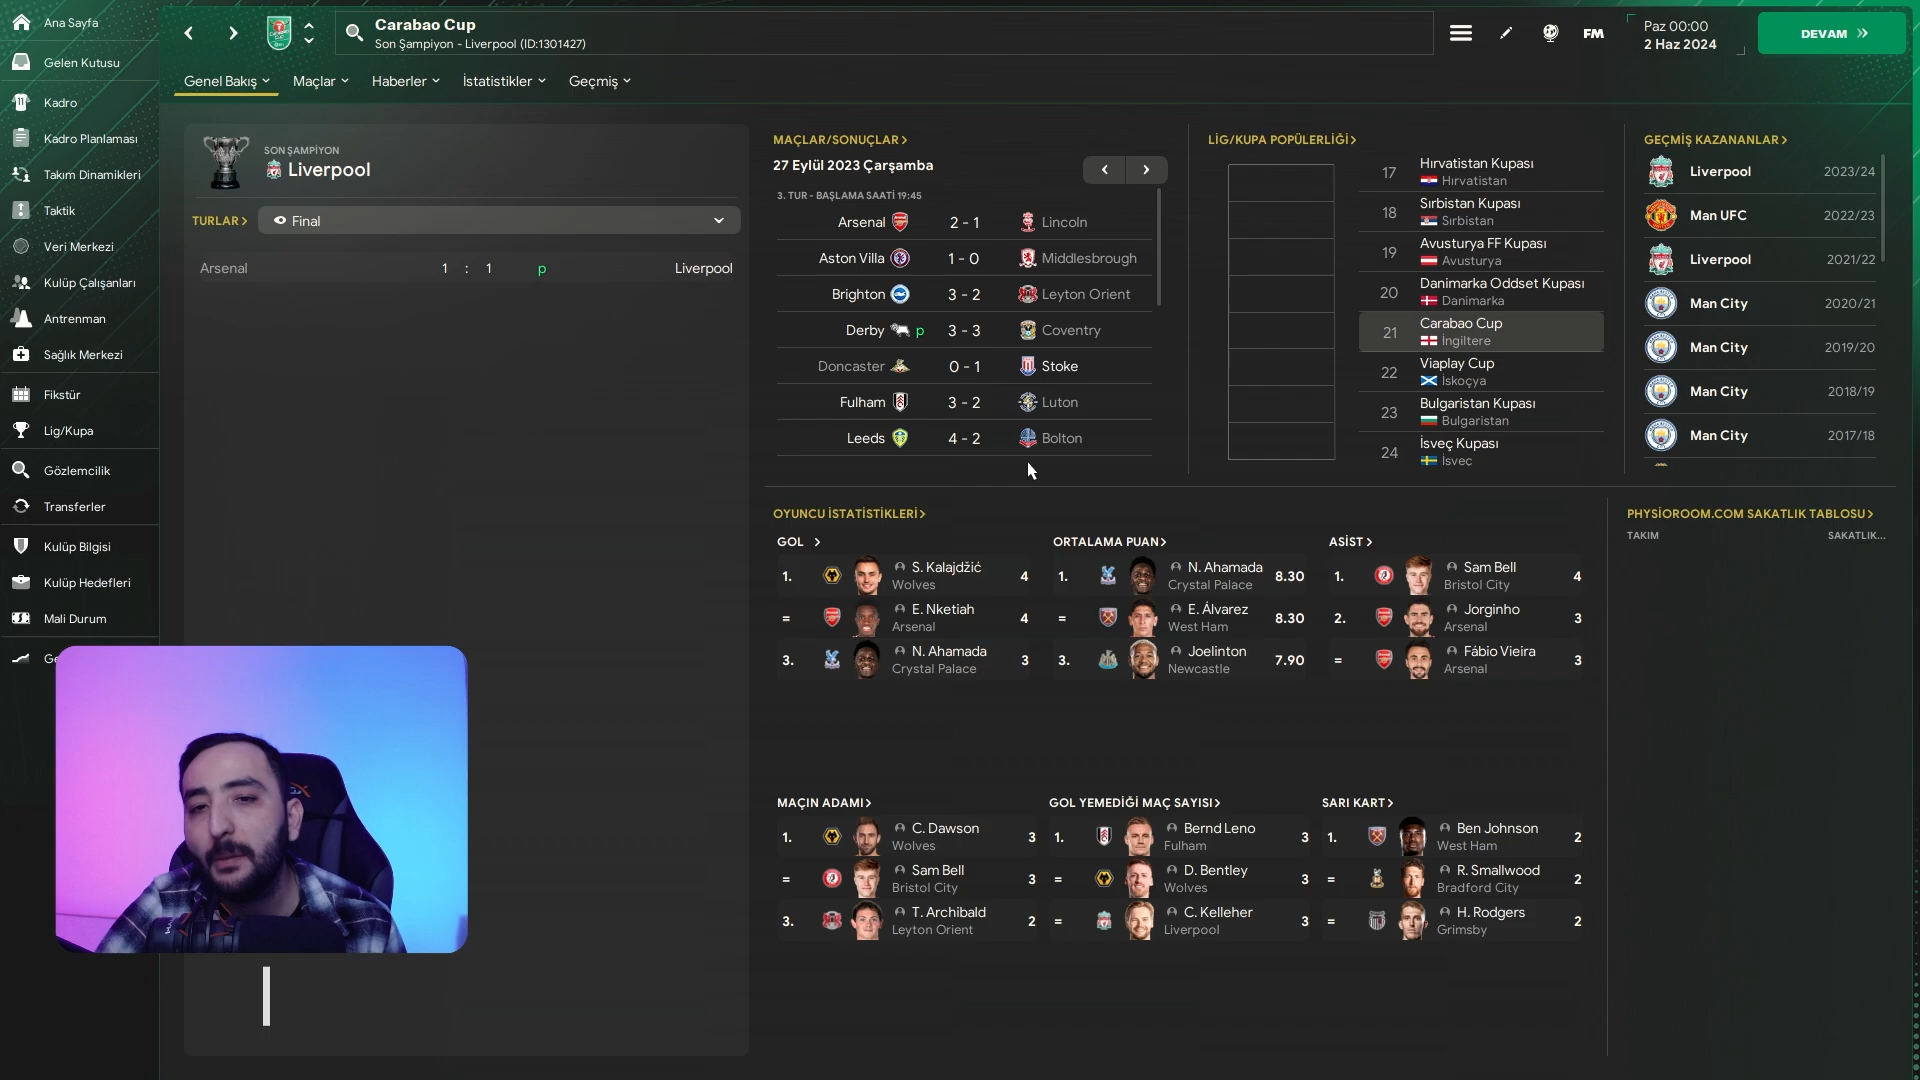 Ana Sayfa
Gelen Kutusu
Kadro
Kadro Planlaması
Takım Dinamikleri
Taktik
Veri Merkezi
Kulüp Çalışanları
Antrenman
Sağlık Merkezi
Fikstür
Lig/Kupa
Gözlemcilik
Transferler
Kulüp Bilgisi
Kulüp Hedefleri
Mali Durum
Carabao Cup
Son Şampiyon - Liverpool (ID:1301427)
FM
Paz 00:00
2 Haz 2024
DEVAM
Genel Bakış
Maçlar
Haberler
İstatistikler
Geçmiş
SON ŞAMPİYON
Liverpool
TURLAR
Final
Arsenal 1 : 1 p Liverpool
MAÇLAR/SONUÇLAR
27 Eylül 2023 Çarşamba
3. TUR - BAŞLAMA SAATİ 19:45
Arsenal 2 - 1 Lincoln
Aston Villa 1 - 0 Middlesbrough
Brighton 3 - 2 Leyton Orient
Derby p 3 - 3 Coventry
Doncaster 0 - 1 Stoke
Fulham 3 - 2 Luton
Leeds 4 - 2 Bolton
LİG/KUPA POPÜLERLİĞİ
17 Hırvatistan Kupası
Hırvatistan
18 Sırbistan Kupası
Sırbistan
19 Avusturya FF Kupası
Avusturya
20 Danimarka Oddset Kupası
Danimarka
21 Carabao Cup
İngiltere
22 Viaplay Cup
İskoçya
23 Bulgaristan Kupası
Bulgaristan
24 İsveç Kupası
İsveç
GEÇMİŞ KAZANANLAR
Liverpool 2023/24
Man UFC 2022/23
Liverpool 2021/22
Man City 2020/21
Man City 2019/20
Man City 2018/19
Man City 2017/18
OYUNCU İSTATİSTİKLERİ
GOL
1. S. Kalajdžić 4
Wolves
= E. Nketiah 4
Arsenal
3. N. Ahamada 3
Crystal Palace
ORTALAMA PUAN
1. N. Ahamada 8.30
Crystal Palace
= E. Álvarez 8.30
West Ham
3. Joelinton 7.90
Newcastle
ASİST
1. Sam Bell 4
Bristol City
2. Jorginho 3
Arsenal
= Fábio Vieira 3
Arsenal
PHYSİOROOM.COM SAKATLIK TABLOSU
TAKIM SAKATLIK...
MAÇIN ADAMI
1. C. Dawson 3
Wolves
= Sam Bell 3
Bristol City
3. T. Archibald 2
Leyton Orient
GOL YEMEDİĞİ MAÇ SAYISI
1. Bernd Leno 3
Fulham
= D. Bentley 3
Wolves
= C. Kelleher 3
Liverpool
SARI KART
1. Ben Johnson 2
West Ham
= R. Smallwood 2
Bradford City
= H. Rodgers 2
Grimsby